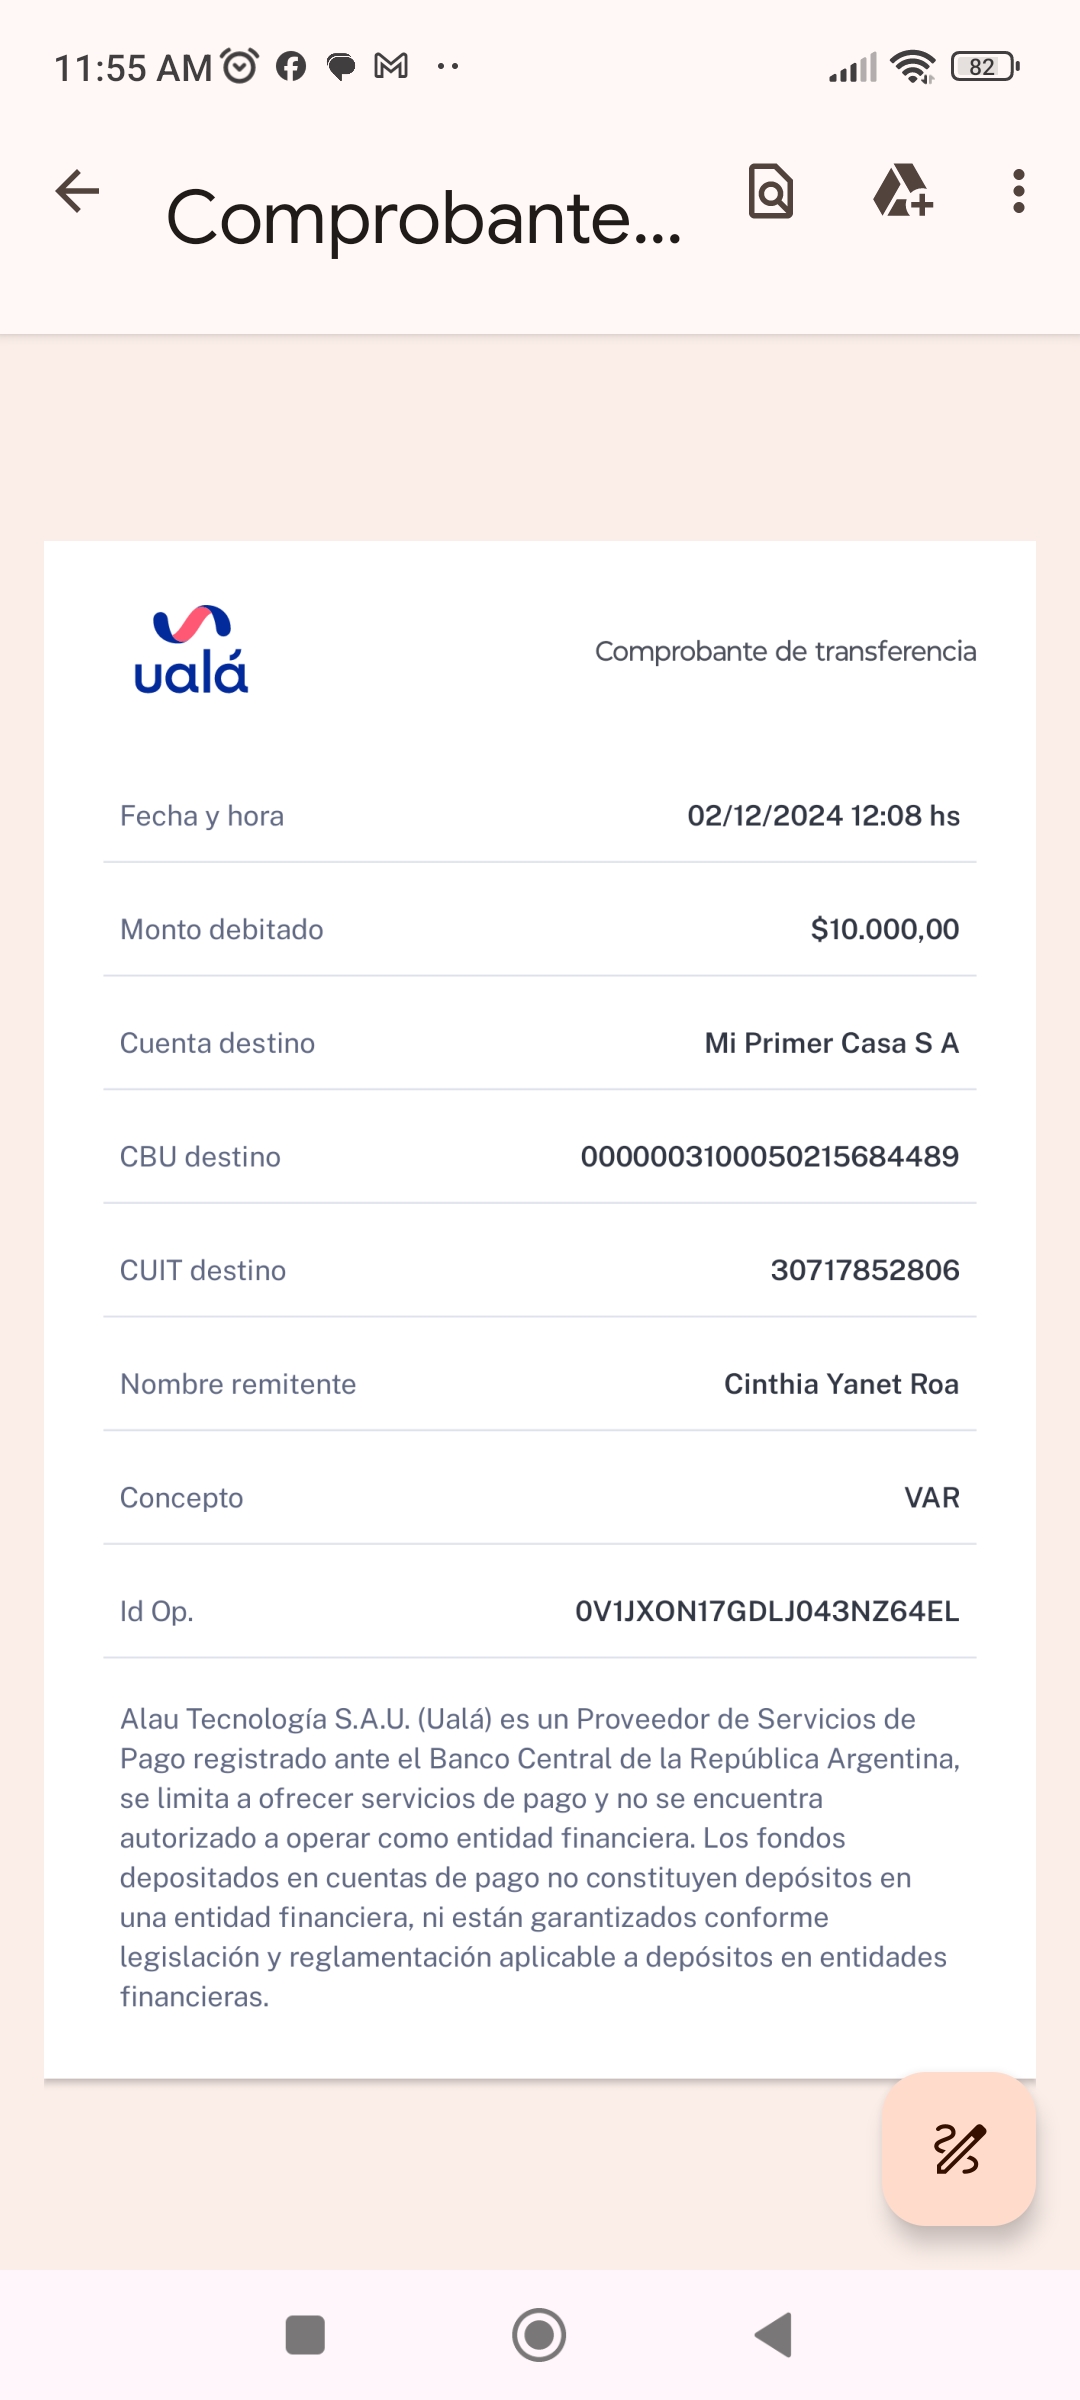 11:55 AM
82
Comprobante...
ualá
Comprobante de transferencia
Fecha y hora 02/12/2024 12:08 hs
Monto debitado $10.000,00
Cuenta destino Mi Primer Casa S A
CBU destino 0000003100050215684489
CUIT destino 30717852806
Nombre remitente Cinthia Yanet Roa
Concepto VAR
Id Op. 0V1JXON17GDLJ043NZ64EL
Alau Tecnología S.A.U. (Ualá) es un Proveedor de Servicios de
Pago registrado ante el Banco Central de la República Argentina,
se limita a ofrecer servicios de pago y no se encuentra
autorizado a operar como entidad financiera. Los fondos
depositados en cuentas de pago no constituyen depósitos en
una entidad financiera, ni están garantizados conforme
legislación y reglamentación aplicable a depósitos en entidades
financieras.